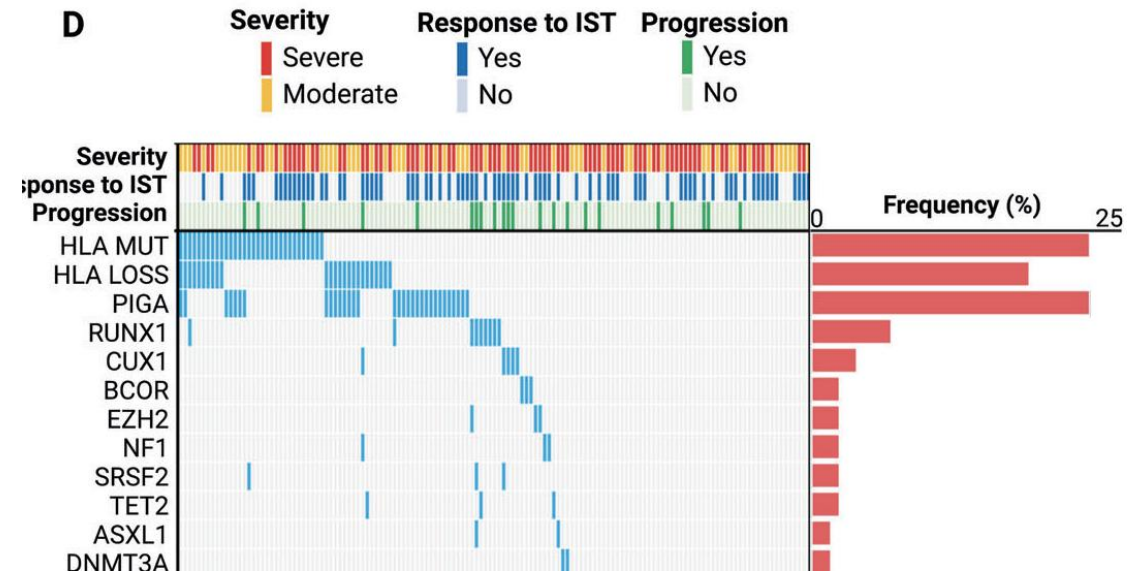 D
Severity
Severe
Moderate
Response to IST
Yes
No
Progression
Yes
No
Severity
sponse to IST
Progression
0
Frequency (%)
25
HLA MUT
HLA LOSS
PIGA
RUNX1
CUX1
BCOR
EZH2
NF1
SRSF2
TET2
ASXL1
DNMT3A